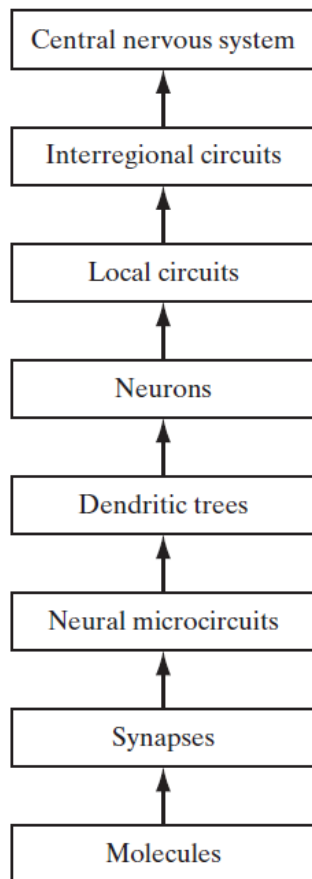 Central nervous system
Interregional circuits
Local circuits
Neurons
Dendritic trees
Neural microcircuits
Synapses
Molecules